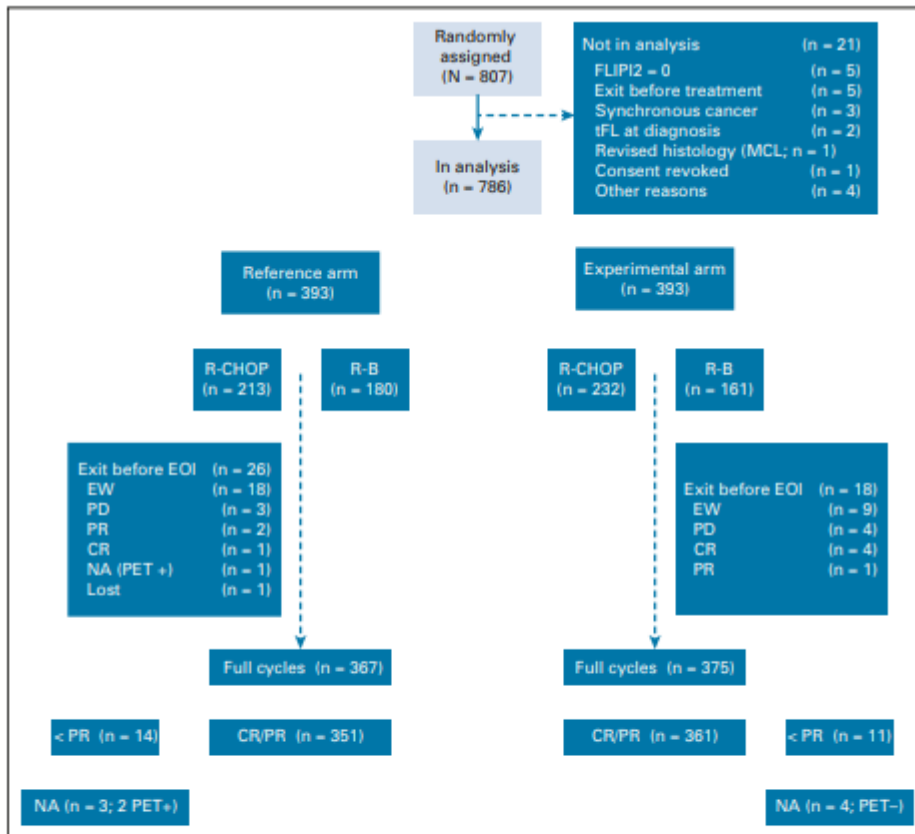 Randomly
assigned
(N = 807)
Not in analysis (n = 21)
FLIPI2 = 0 (n = 5)
Exit before treatment (n = 5)
Synchronous cancer (n = 3)
tFL at diagnosis (n = 2)
Revised histology (MCL; n = 1)
Consent revoked (n = 1)
Other reasons (n = 4)
In analysis
(n = 786)
Reference arm
(n = 393)
Experimental arm
(n = 393)
R-CHOP
(n = 213)
R-B
(n = 180)
R-CHOP
(n = 232)
R-B
(n = 161)
Exit before EOI (n = 26)
EW (n = 18)
PD (n = 3)
PR (n = 2)
CR (n = 1)
NA (PET +) (n = 1)
Lost (n = 1)
Exit before EOI (n = 18)
EW (n = 9)
PD (n = 4)
CR (n = 4)
PR (n = 1)
Full cycles (n = 367)
Full cycles (n = 375)
< PR (n = 14)
CR/PR (n = 351)
CR/PR (n = 361)
< PR (n = 11)
NA (n = 3; 2 PET+)
NA (n = 4; PET–)